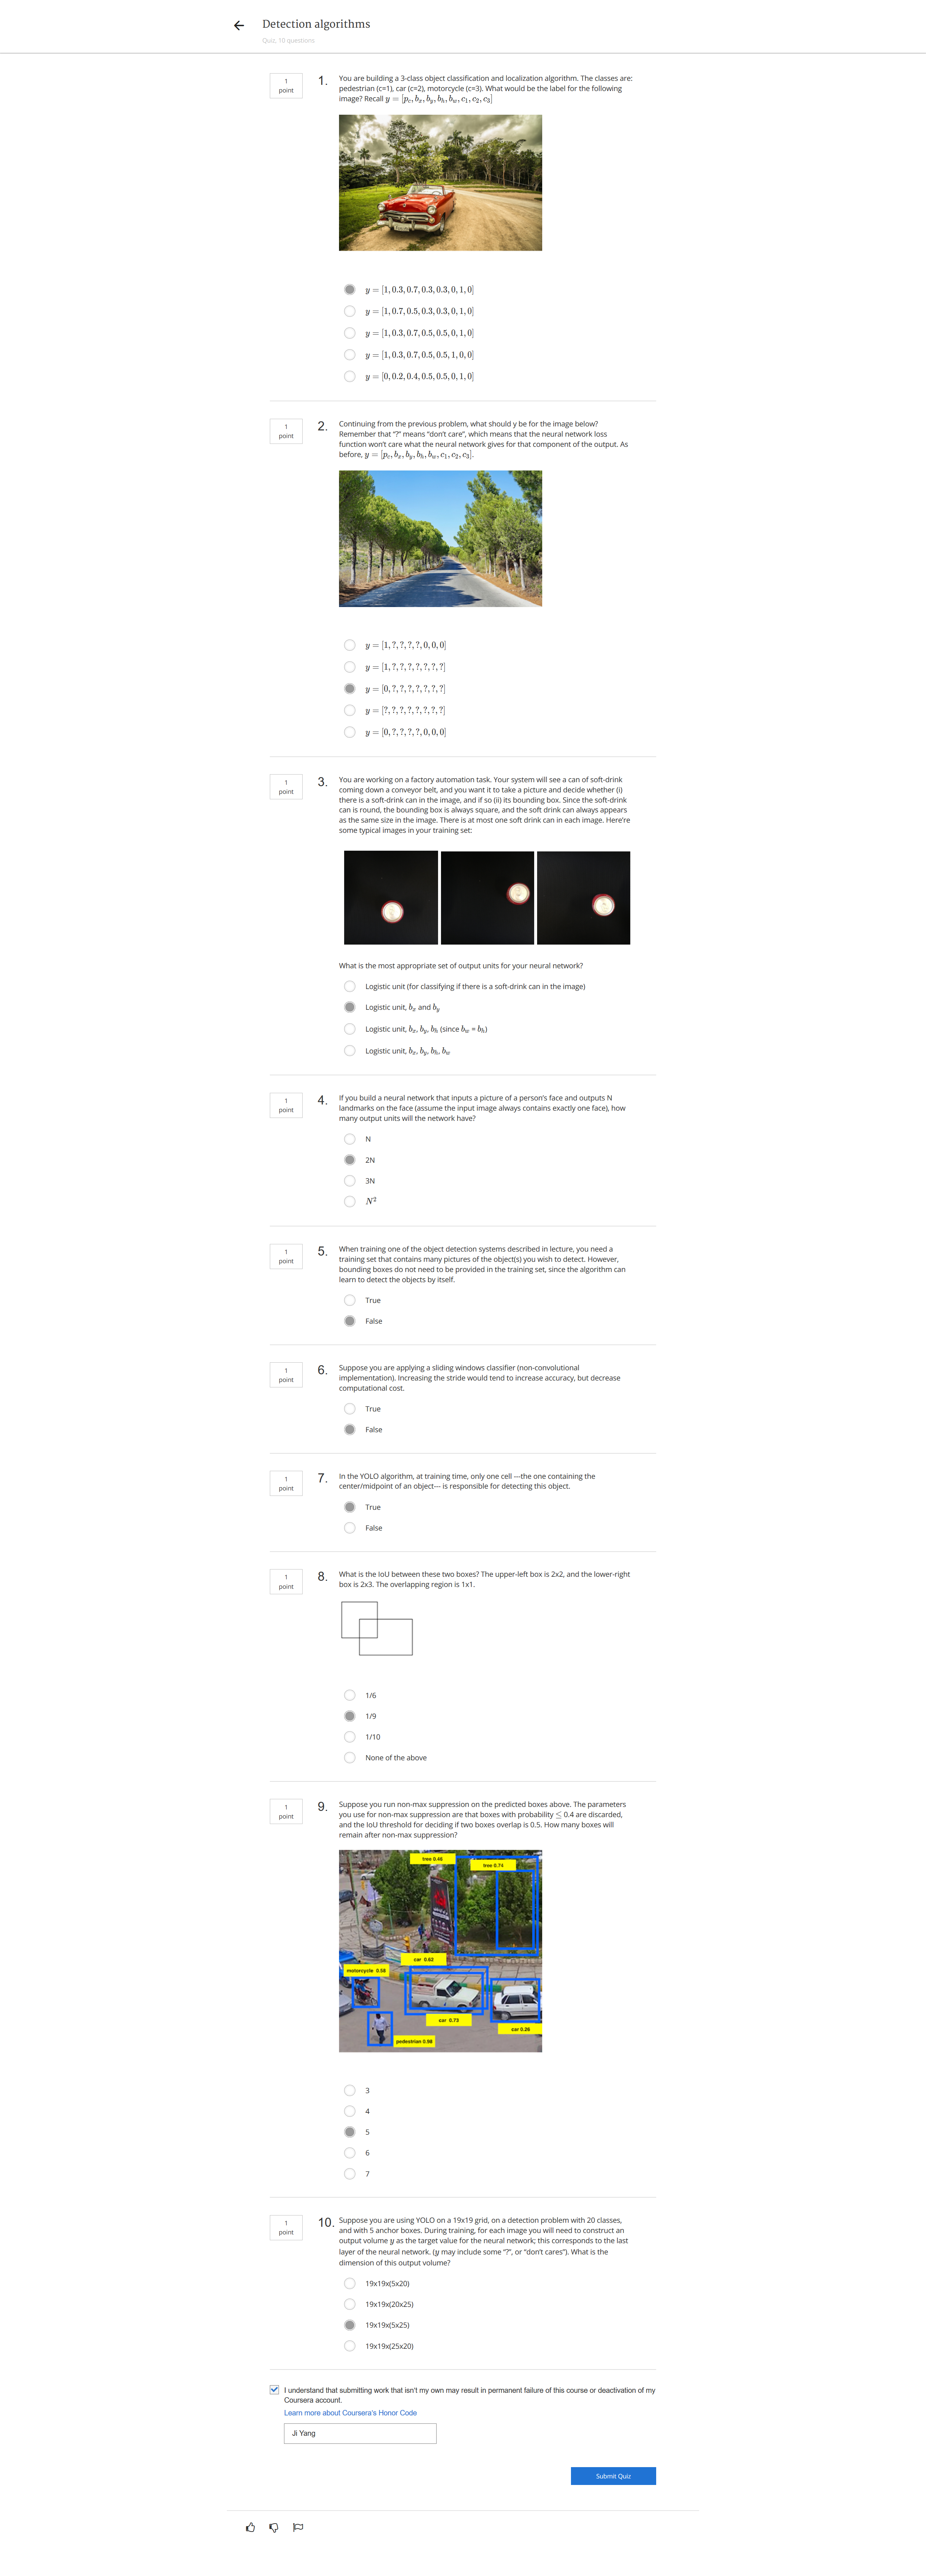 Detection algorithms
Quiz, 10 questions
1
point
1.
You are building a 3-class object classification and localization algorithm. The classes are:
pedestrian (c=1), car (c=2), motorcycle (c=3). What would be the label for the following
image? Recall y = [p_c, b_x, b_y, b_h, b_w, c_1, c_2, c_3]
y = [1, 0.3, 0.7, 0.3, 0.3, 0, 1, 0]
y = [1, 0.7, 0.5, 0.3, 0.3, 0, 1, 0]
y = [1, 0.3, 0.7, 0.5, 0.5, 0, 1, 0]
y = [1, 0.3, 0.7, 0.5, 0.5, 1, 0, 0]
y = [0, 0.2, 0.4, 0.5, 0.5, 0, 1, 0]
1
point
2.
Continuing from the previous problem, what should y be for the image below?
Remember that “?” means “don’t care”, which means that the neural network loss
function won’t care what the neural network gives for that component of the output. As
before, y = [p_c, b_x, b_y, b_h, b_w, c_1, c_2, c_3].
y = [1, ?, ?, ?, ?, 0, 0, 0]
y = [1, ?, ?, ?, ?, ?, ?, ?]
y = [0, ?, ?, ?, ?, ?, ?, ?]
y = [?, ?, ?, ?, ?, ?, ?, ?]
y = [0, ?, ?, ?, ?, 0, 0, 0]
1
point
3.
You are working on a factory automation task. Your system will see a can of soft-drink
coming down a conveyor belt, and you want it to take a picture and decide whether (i)
there is a soft-drink can in the image, and if so (ii) its bounding box. Since the soft-drink
can is round, the bounding box is always square, and the soft drink can always appears
as the same size in the image. There is at most one soft drink can in each image. Here’re
some typical images in your training set:
What is the most appropriate set of output units for your neural network?
Logistic unit (for classifying if there is a soft-drink can in the image)
Logistic unit, b_x and b_y
Logistic unit, b_x, b_y, b_h (since b_w = b_h)
Logistic unit, b_x, b_y, b_h, b_w
1
point
4.
If you build a neural network that inputs a picture of a person’s face and outputs N
landmarks on the face (assume the input image always contains exactly one face), how
many output units will the network have?
N
2N
3N
N²
1
point
5.
When training one of the object detection systems described in lecture, you need a
training set that contains many pictures of the object(s) you wish to detect. However,
bounding boxes do not need to be provided in the training set, since the algorithm can
learn to detect the objects by itself.
True
False
1
point
6.
Suppose you are applying a sliding windows classifier (non-convolutional
implementation). Increasing the stride would tend to increase accuracy, but decrease
computational cost.
True
False
1
point
7.
In the YOLO algorithm, at training time, only one cell ---the one containing the
center/midpoint of an object--- is responsible for detecting this object.
True
False
1
point
8.
What is the IoU between these two boxes? The upper-left box is 2x2, and the lower-right
box is 2x3. The overlapping region is 1x1.
1/6
1/9
1/10
None of the above
1
point
9.
Suppose you run non-max suppression on the predicted boxes above. The parameters
you use for non-max suppression are that boxes with probability ≤ 0.4 are discarded,
and the IoU threshold for deciding if two boxes overlap is 0.5. How many boxes will
remain after non-max suppression?
tree 0.46
tree 0.74
car 0.62
motorcycle 0.58
car 0.73
car 0.26
pedestrian 0.98
3
4
5
6
7
1
point
10.
Suppose you are using YOLO on a 19x19 grid, on a detection problem with 20 classes,
and with 5 anchor boxes. During training, for each image you will need to construct an
output volume y as the target value for the neural network; this corresponds to the last
layer of the neural network. (y may include some “?”, or “don’t cares”). What is the
dimension of this output volume?
19x19x(5x20)
19x19x(20x25)
19x19x(5x25)
19x19x(25x20)
I understand that submitting work that isn't my own may result in permanent failure of this course or deactivation of my
Coursera account.
Learn more about Coursera's Honor Code
Ji Yang
Submit Quiz